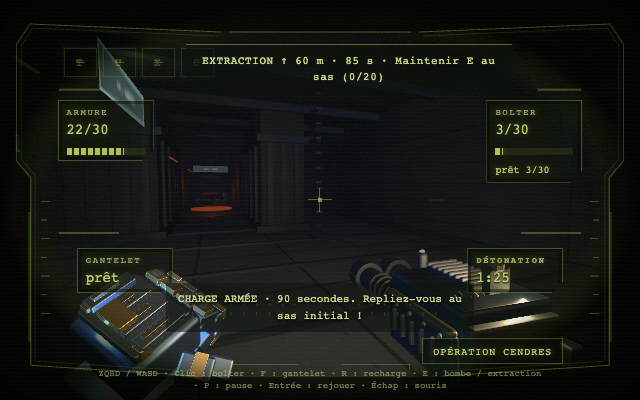 EXTRACTION ↑ 60 m · 85 s · Maintenir E au
sas (0/20)
ARMURE
22/30
BOLTER
3/30
prêt 3/30
GANTELET
prêt
DÉTONATION
1:25
CHARGE ARMÉE · 90 secondes. Repliez-vous au
sas initial !
OPÉRATION CENDRES
ZQSD / WASD · Clic : bolter · F : gantelet · R : recharge · E : bombe / extraction
· P : pause · Entrée : rejouer · Échap : souris